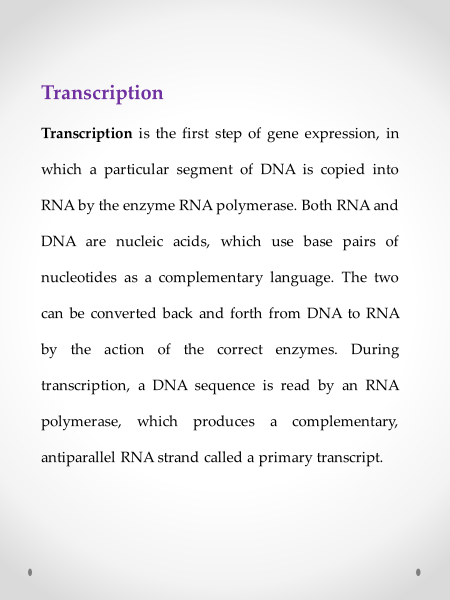 Transcription
Transcription is the first step of gene expression, in
which a particular segment of DNA is copied into
RNA by the enzyme RNA polymerase. Both RNA and
DNA are nucleic acids, which use base pairs of
nucleotides as a complementary language. The two
can be converted back and forth from DNA to RNA
by the action of the correct enzymes. During
transcription, a DNA sequence is read by an RNA
polymerase, which produces a complementary,
antiparallel RNA strand called a primary transcript.